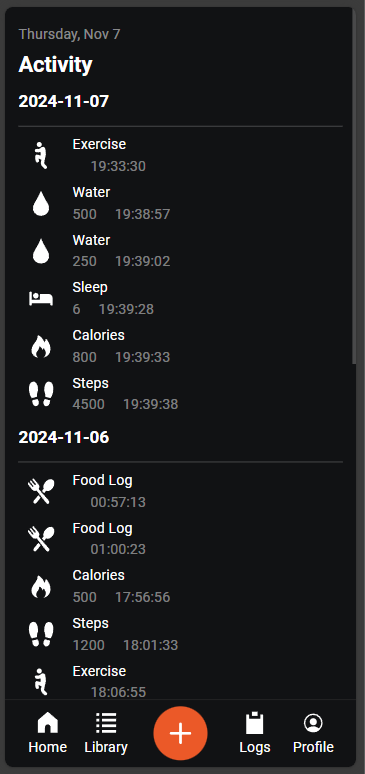 Thursday, Nov 7
Activity
2024-11-07
Exercise
19:33:30
Water
500 19:38:57
Water
250 19:39:02
Sleep
6 19:39:28
Calories
800 19:39:33
Steps
4500 19:39:38
2024-11-06
Food Log
00:57:13
Food Log
01:00:23
Calories
500 17:56:56
Steps
1200 18:01:33
Exercise
18:06:55
Home Library Logs Profile